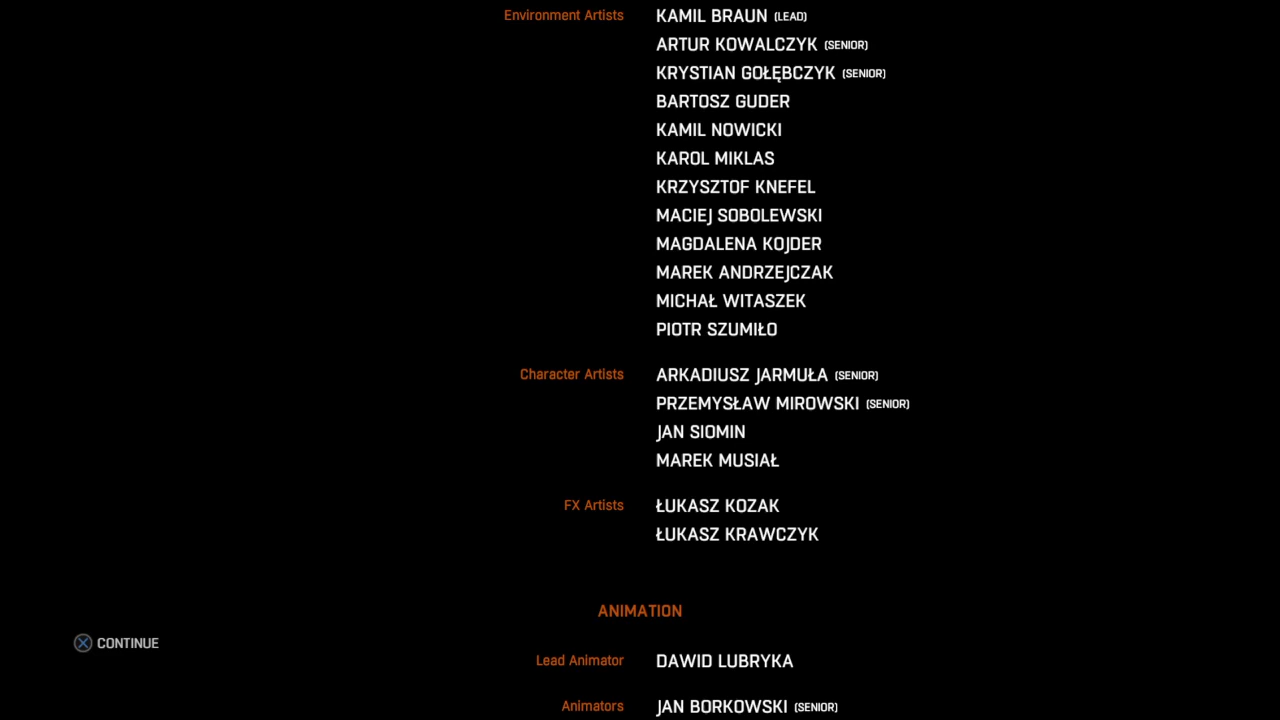 Environment Artists KAMIL BRAUN (LEAD)
ARTUR KOWALCZYK (SENIOR)
KRYSTIAN GOŁĘBCZYK (SENIOR)
BARTOSZ GUDER
KAMIL NOWICKI
KAROL MIKLAS
KRZYSZTOF KNEFEL
MACIEJ SOBOLEWSKI
MAGDALENA KOJDER
MAREK ANDRZEJCZAK
MICHAŁ WITASZEK
PIOTR SZUMIŁO
Character Artists ARKADIUSZ JARMUŁA (SENIOR)
PRZEMYSŁAW MIROWSKI (SENIOR)
JAN SIOMIN
MAREK MUSIAŁ
FX Artists ŁUKASZ KOZAK
ŁUKASZ KRAWCZYK
ANIMATION
CONTINUE
Lead Animator DAWID LUBRYKA
Animators JAN BORKOWSKI (SENIOR)